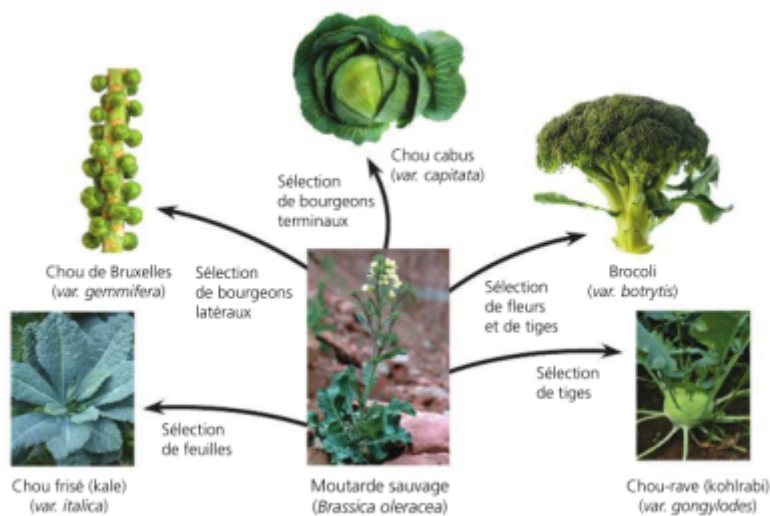 Chou cabus
(var. capitata)
Sélection
de bourgeons
terminaux
Chou de Bruxelles
(var. gemmifera)
Sélection
de bourgeons
latéraux
Brocoli
(var. botrytis)
Sélection
de fleurs
et de tiges
Sélection
de tiges
Sélection
de feuilles
Chou frisé (kale)
(var. italica)
Moutarde sauvage
(Brassica oleracea)
Chou-rave (kohlrabi)
(var. gongylodes)